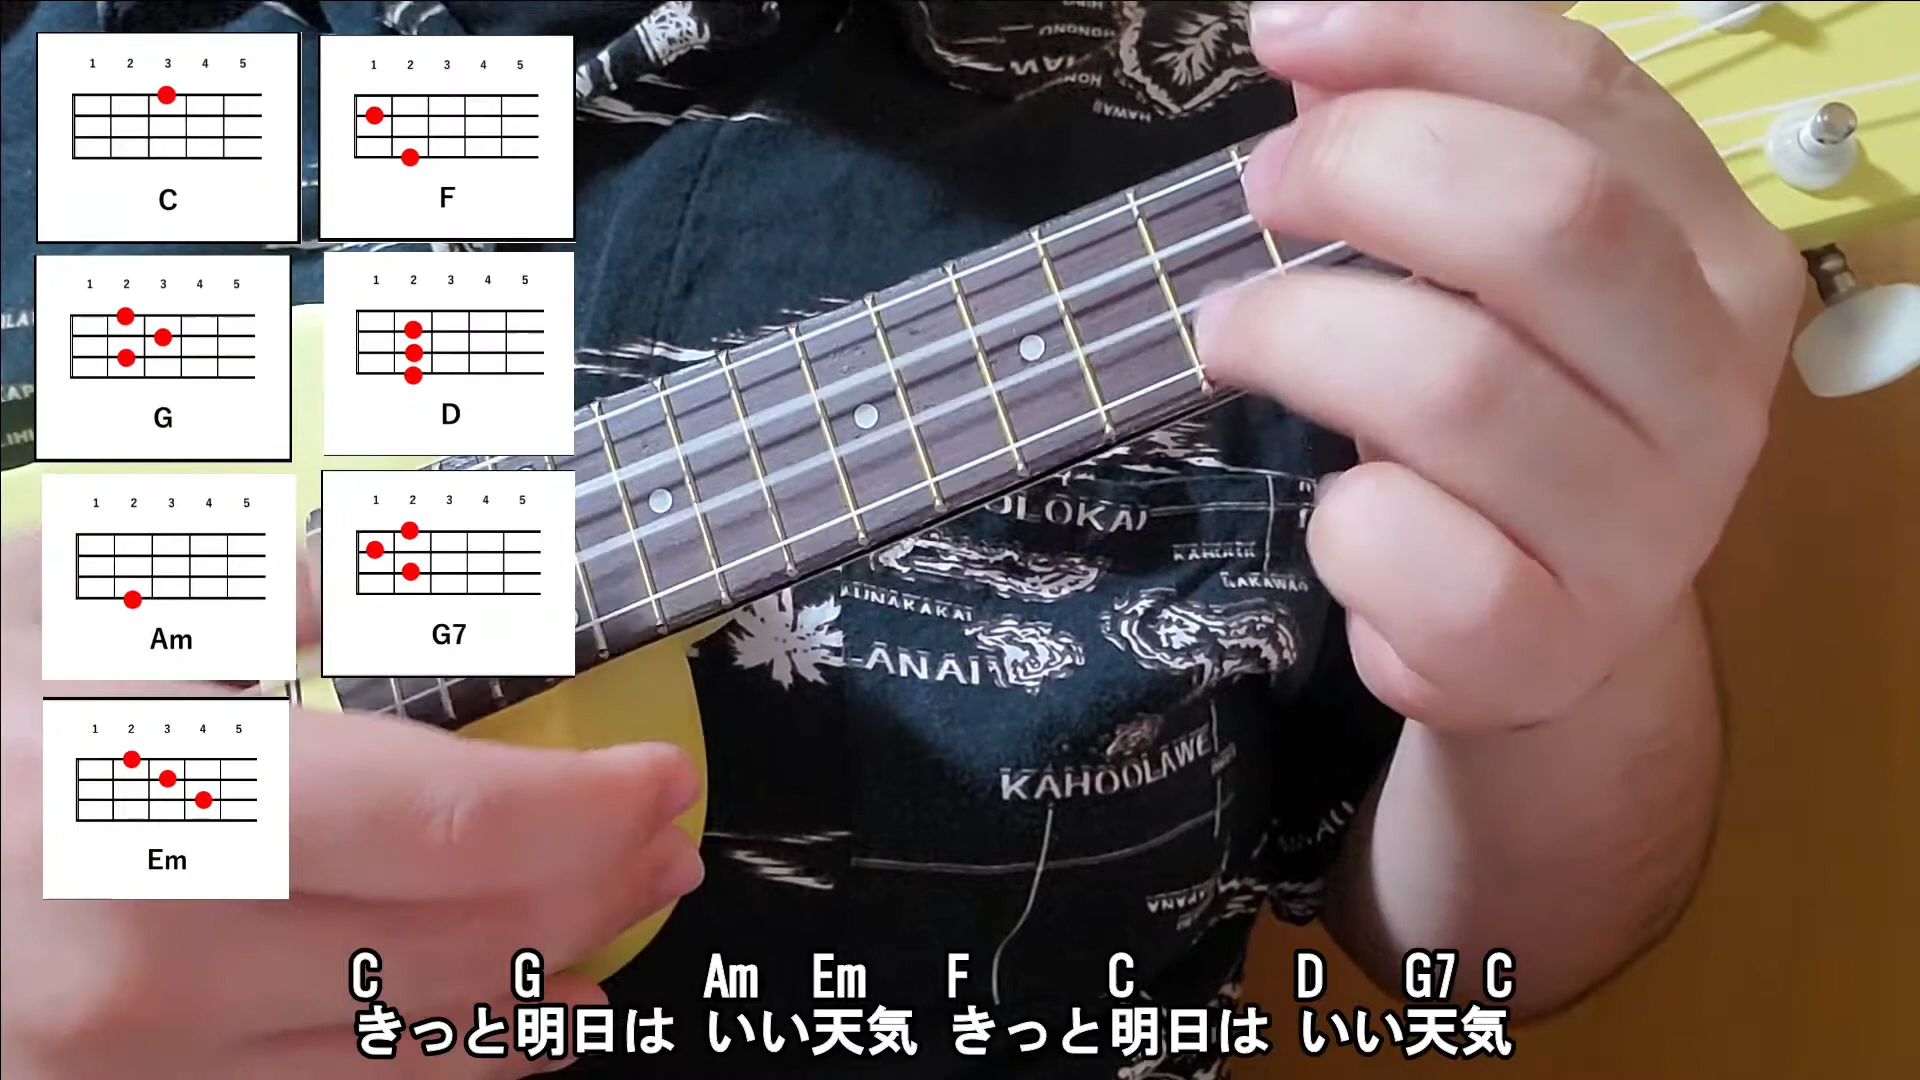 1 2 3 4 5
C
1 2 3 4 5
F
1 2 3 4 5
G
1 2 3 4 5
D
1 2 3 4 5
Am
1 2 3 4 5
G7
1 2 3 4 5
Em
HAWAII
LANAI
KAHOOLAWE
C G Am Em F C D G7 C
きっと明日は いい天気 きっと明日は いい天気